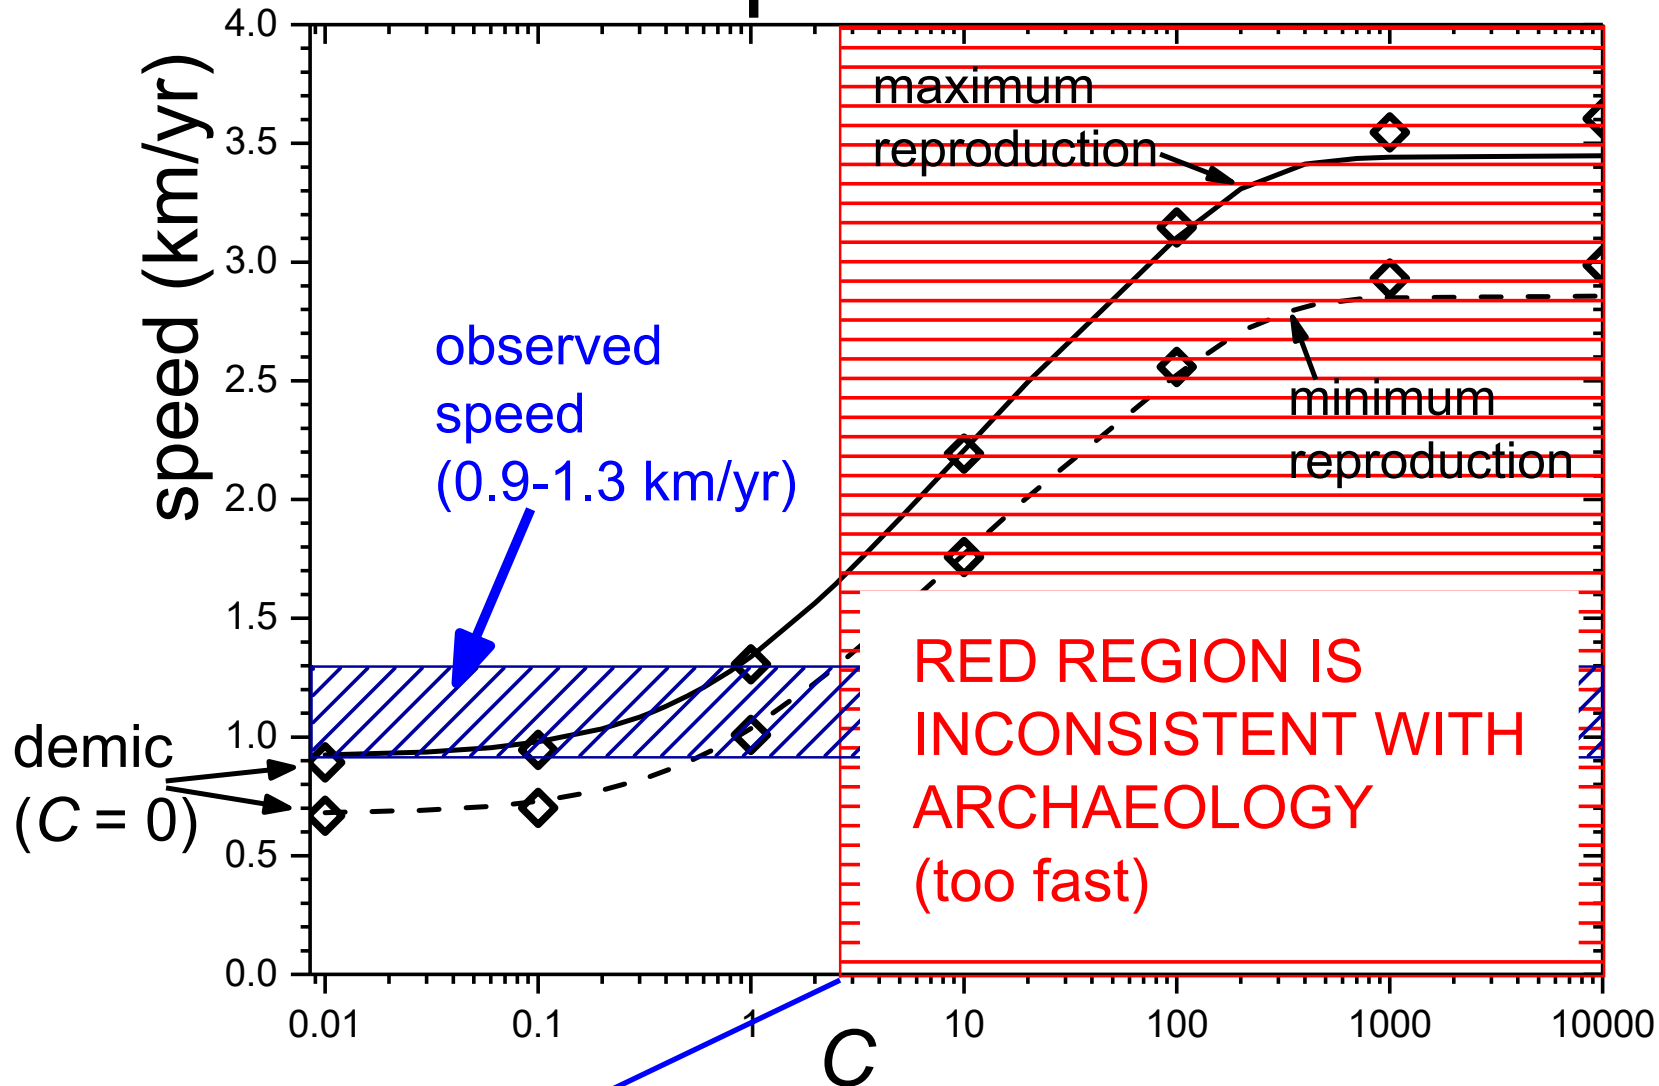 4.0
3.5
3.0
2.5
2.0
1.5
1.0
0.5
0.0
speed (km/yr)
maximum
reproduction
observed
speed
(0.9-1.3 km/yr)
minimum
reproduction
RED REGION IS
INCONSISTENT WITH
ARCHAEOLOGY
(too fast)
demic
(C = 0)
0.01 0.1 1 10 100 1000 10000
C